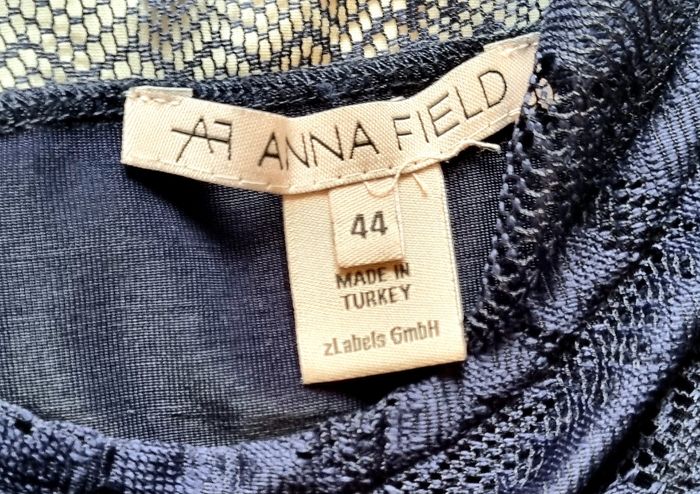 AF ANNA FIELD
44
MADE IN
TURKEY
zLabels GmbH